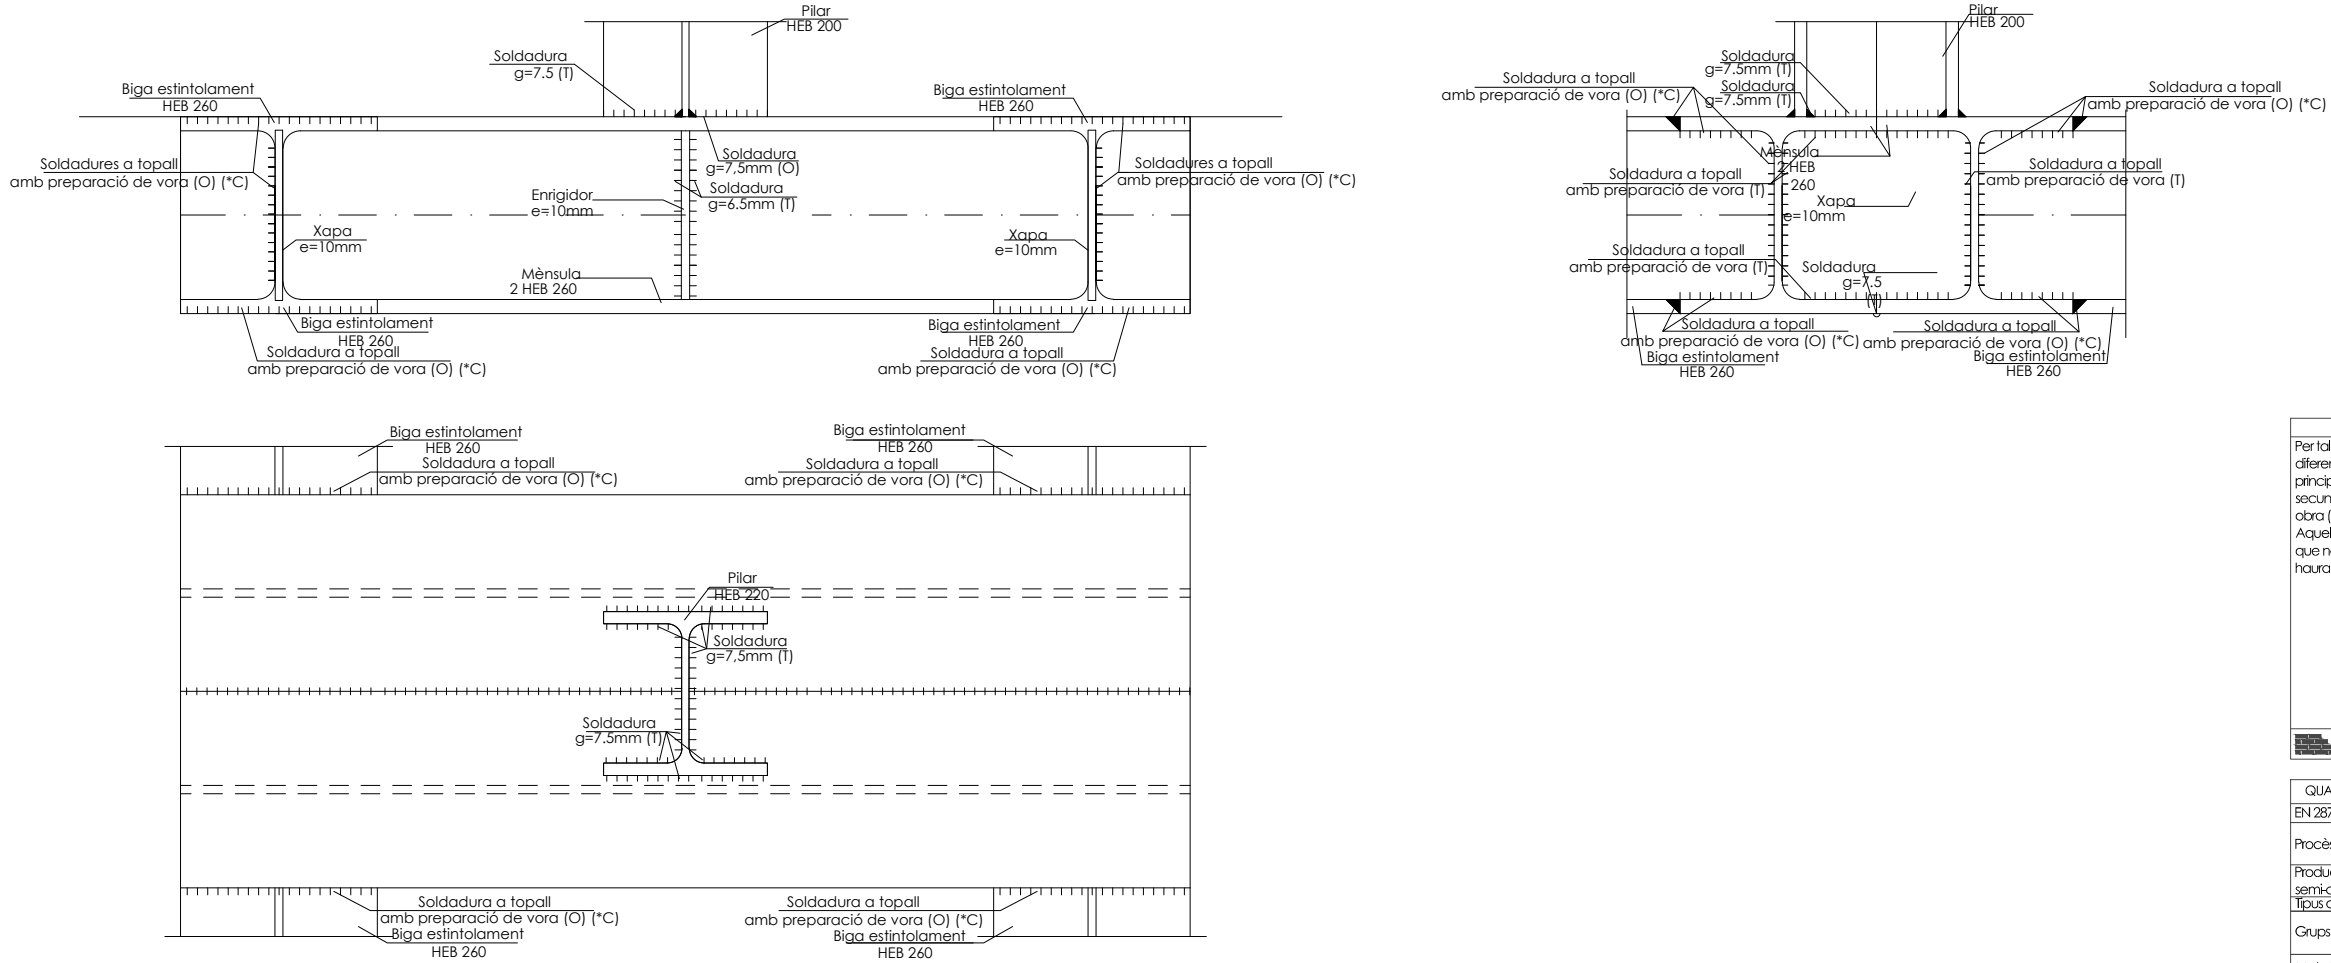 Pilar
HEB 200
Soldadura
g=7.5 (T)
Biga estintolament
HEB 260
Biga estintolament
HEB 260
Soldadures a topall
amb preparació de vora (O) (*C)
Soldadura
g=7,5mm (O)
Soldadura
g=6.5mm (T)
Enrigidor
e=10mm
Soldadures a topall
amb preparació de vora (O) (*C)
Xapa
e=10mm
Xapa
e=10mm
Mènsula
2 HEB 260
Biga estintolament
HEB 260
Soldadura a topall
amb preparació de vora (O) (*C)
Biga estintolament
HEB 260
Soldadura a topall
amb preparació de vora (O) (*C)
Pilar
HEB 200
Soldadura
g=7.5mm (T)
Soldadura
g=7.5mm (T)
Soldadura a topall
amb preparació de vora (O) (*C)
Soldadura a topall
amb preparació de vora (O) (*C)
Mènsula
2 HEB
260
Soldadura a topall
amb preparació de vora (T)
Soldadura a topall
amb preparació de vora (T)
Xapa
e=10mm
Soldadura a topall
amb preparació de vora (T)
Soldadura
g=7.5
(T)
Soldadura a topall
amb preparació de vora (O) (*C)
Soldadura a topall
amb preparació de vora (O) (*C)
Biga estintolament
HEB 260
Biga estintolament
HEB 260
Biga estintolament
HEB 260
Soldadura a topall
amb preparació de vora (O) (*C)
Biga estintolament
HEB 260
Soldadura a topall
amb preparació de vora (O) (*C)
Pilar
HEB 220
Soldadura
g=7,5mm (T)
Soldadura
g=7.5mm (T)
Soldadura a topall
amb preparació de vora (O) (*C)
Biga estintolament
HEB 260
Soldadura a topall
amb preparació de vora (O) (*C)
Biga estintolament
HEB 260
Per tal
obra (
que n
EN 287
Grups